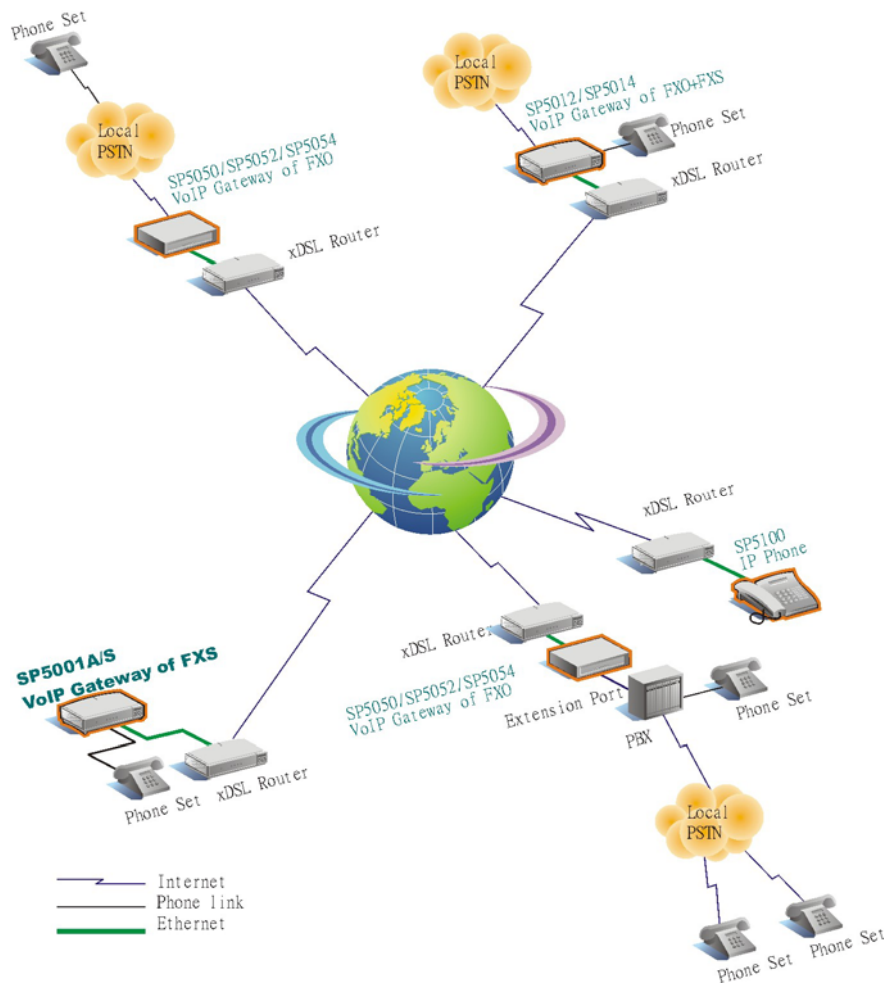 Phone Set
Local
PSTN
SP5050/SP5052/SP5054
VoIP Gateway of FXO
xDSL Router
Local
PSTN
SP5012/SP5014
VoIP Gateway of FXO+FXS
Phone Set
xDSL Router
xDSL Router
SP5100
IP Phone
xDSL Router
SP5050/SP5052/SP5054
VoIP Gateway of FXO
Extension Port
PBX
Phone Set
SP5001A/S
VoIP Gateway of FXS
Phone Set
xDSL Router
Local
PSTN
Phone Set
Phone Set
Internet
Phone link
Ethernet